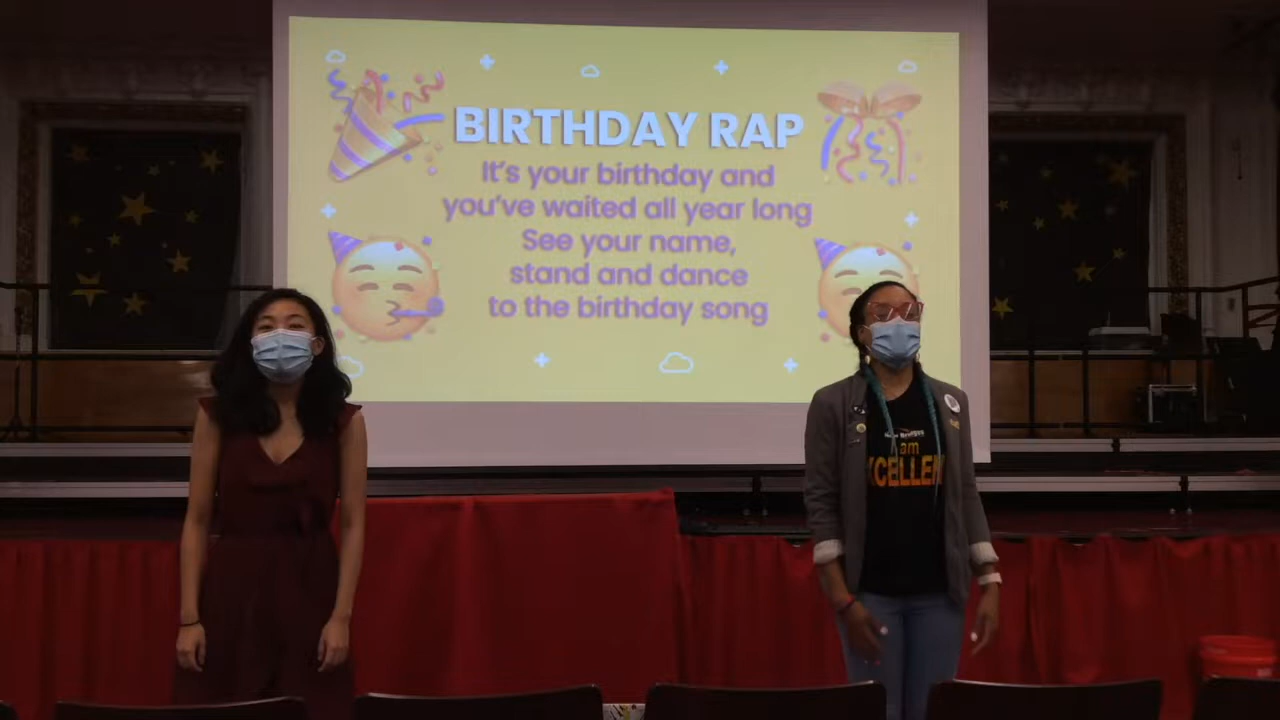 BIRTHDAY RAP
It's your birthday and
you've waited all year long
See your name,
stand and dance
to the birthday song
am